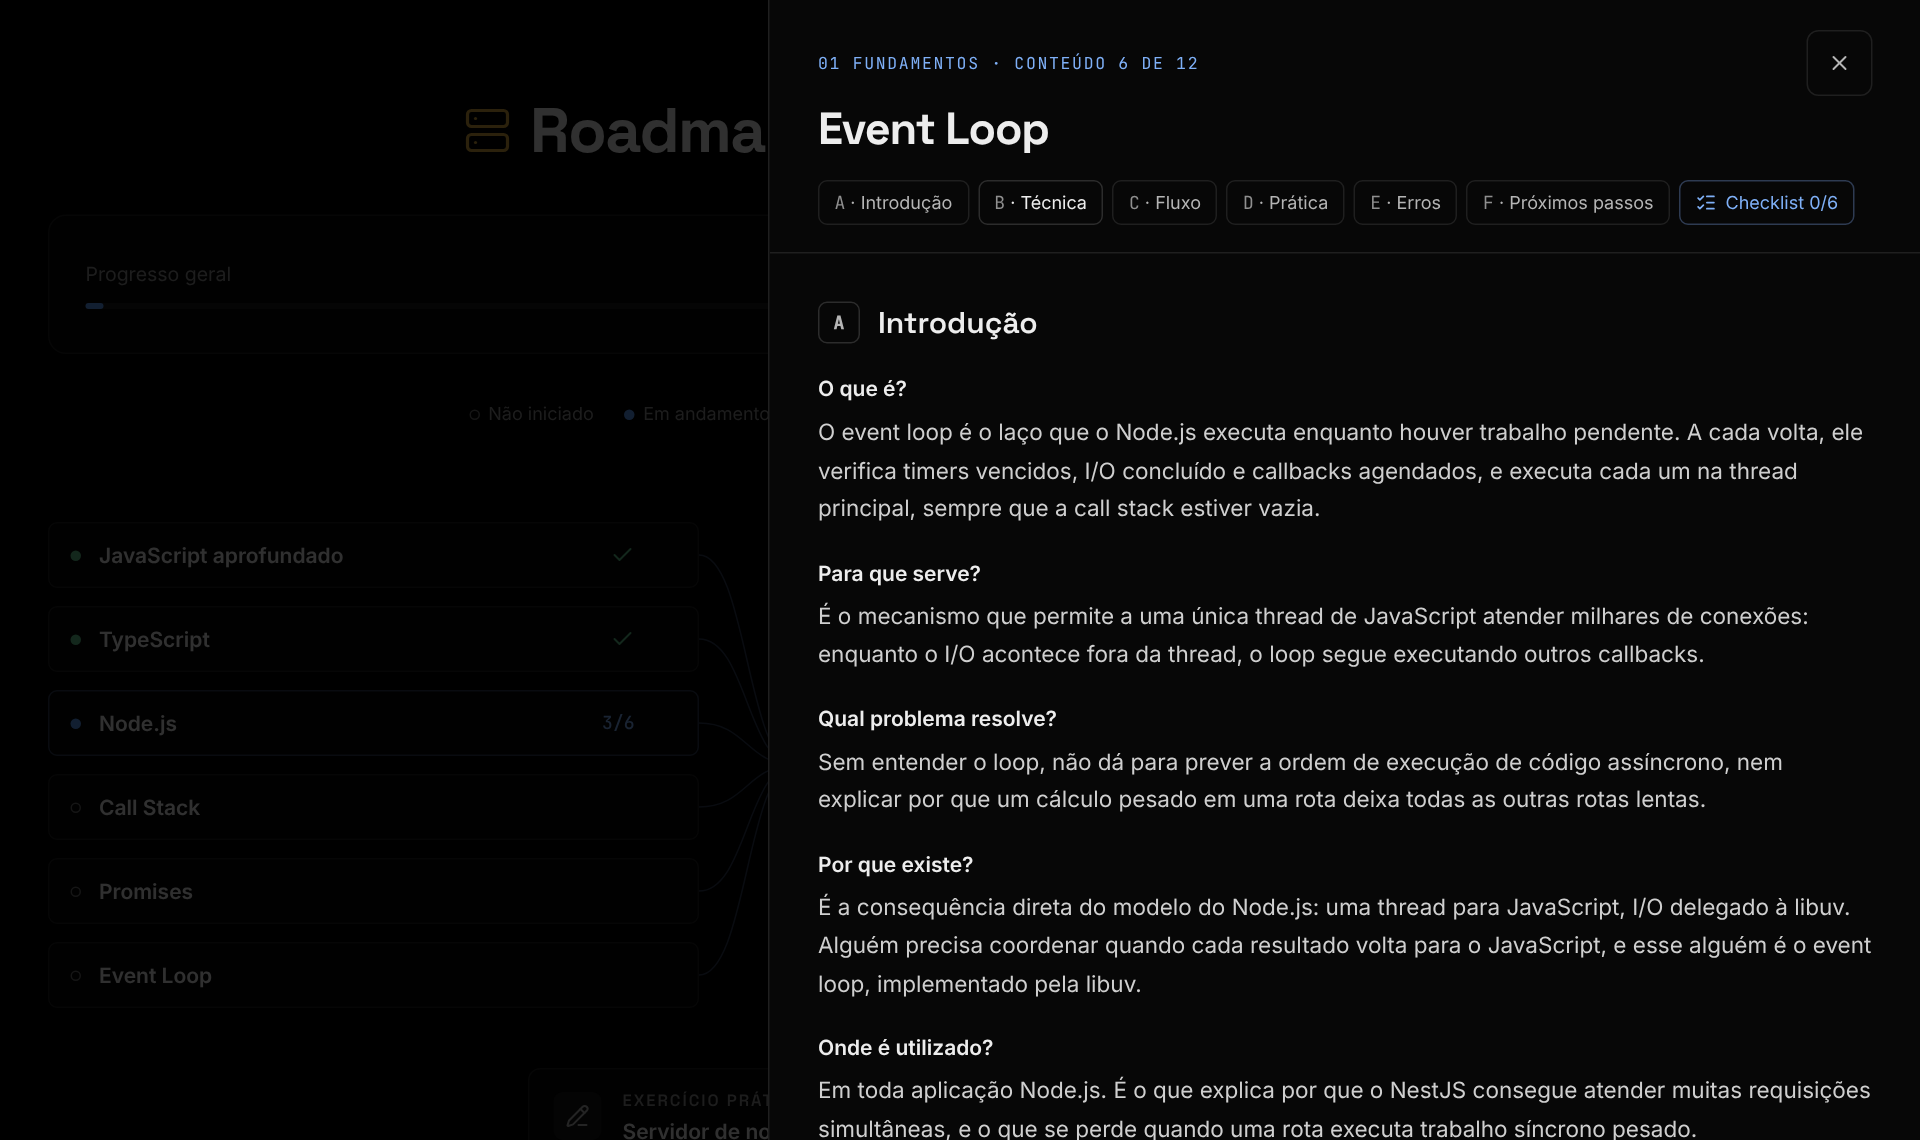 Roadma
Progresso geral
Não iniciado
Em andamento
JavaScript aprofundado
TypeScript
Node.js
3/6
Call Stack
Promises
Event Loop
EXERCÍCIO PRÁT
Servidor de no
01 FUNDAMENTOS · CONTEÚDO 6 DE 12
Event Loop
A · Introdução
B · Técnica
C · Fluxo
D · Prática
E · Erros
F · Próximos passos
Checklist 0/6
A Introdução
O que é?
O event loop é o laço que o Node.js executa enquanto houver trabalho pendente. A cada volta, ele
verifica timers vencidos, I/O concluído e callbacks agendados, e executa cada um na thread
principal, sempre que a call stack estiver vazia.
Para que serve?
É o mecanismo que permite a uma única thread de JavaScript atender milhares de conexões:
enquanto o I/O acontece fora da thread, o loop segue executando outros callbacks.
Qual problema resolve?
Sem entender o loop, não dá para prever a ordem de execução de código assíncrono, nem
explicar por que um cálculo pesado em uma rota deixa todas as outras rotas lentas.
Por que existe?
É a consequência direta do modelo do Node.js: uma thread para JavaScript, I/O delegado à libuv.
Alguém precisa coordenar quando cada resultado volta para o JavaScript, e esse alguém é o event
loop, implementado pela libuv.
Onde é utilizado?
Em toda aplicação Node.js. É o que explica por que o NestJS consegue atender muitas requisições
simultâneas, e o que se perde quando uma rota executa trabalho síncrono pesado.